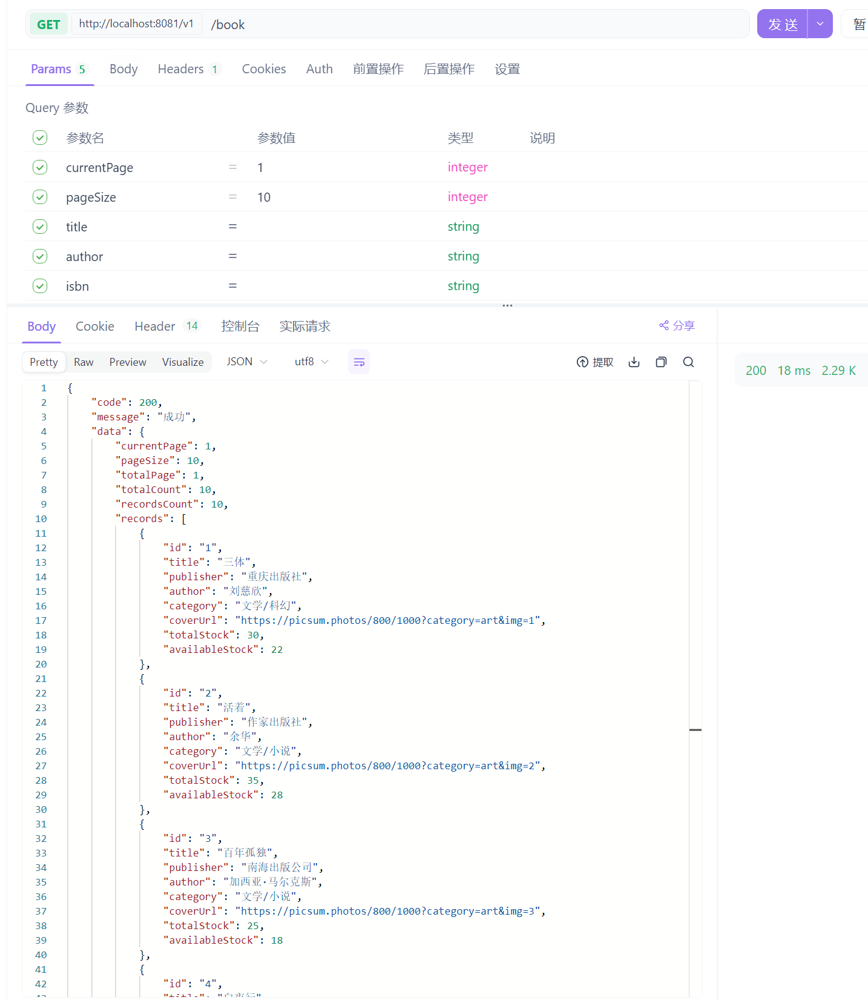 GET http://localhost:8081/v1 /book 发 送 暂
Params 5 Body Headers 1 Cookies Auth 前置操作 后置操作 设置
Query 参数
参数名 参数值 类型 说明
currentPage = 1 integer
pageSize = 10 integer
title = string
author = string
isbn = string
Body Cookie Header 14 控制台 实际请求 分享
Pretty Raw Preview Visualize JSON utf8 提取
200 18 ms 2.29 K
1 {
2 "code": 200,
3 "message": "成功",
4 "data": {
5 "currentPage": 1,
6 "pageSize": 10,
7 "totalPage": 1,
8 "totalCount": 10,
9 "recordsCount": 10,
10 "records": [
11 {
12 "id": "1",
13 "title": "三体",
14 "publisher": "重庆出版社",
15 "author": "刘慈欣",
16 "category": "文学/科幻",
17 "coverUrl": "https://picsum.photos/800/1000?category=art&img=1",
18 "totalStock": 30,
19 "availableStock": 22
20 },
21 {
22 "id": "2",
23 "title": "活着",
24 "publisher": "作家出版社",
25 "author": "余华",
26 "category": "文学/小说",
27 "coverUrl": "https://picsum.photos/800/1000?category=art&img=2",
28 "totalStock": 35,
29 "availableStock": 28
30 },
31 {
32 "id": "3",
33 "title": "百年孤独",
34 "publisher": "南海出版公司",
35 "author": "加西亚·马尔克斯",
36 "category": "文学/小说",
37 "coverUrl": "https://picsum.photos/800/1000?category=art&img=3",
38 "totalStock": 25,
39 "availableStock": 18
40 },
41 {
42 "id": "4",
43 "title": "白夜行"